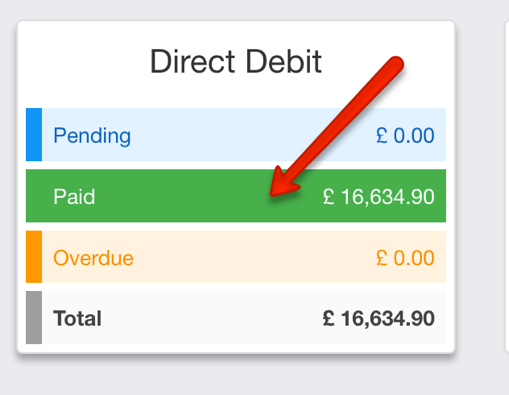 Direct Debit
Pending £ 0.00
Paid £ 16,634.90
Overdue £ 0.00
Total £ 16,634.90